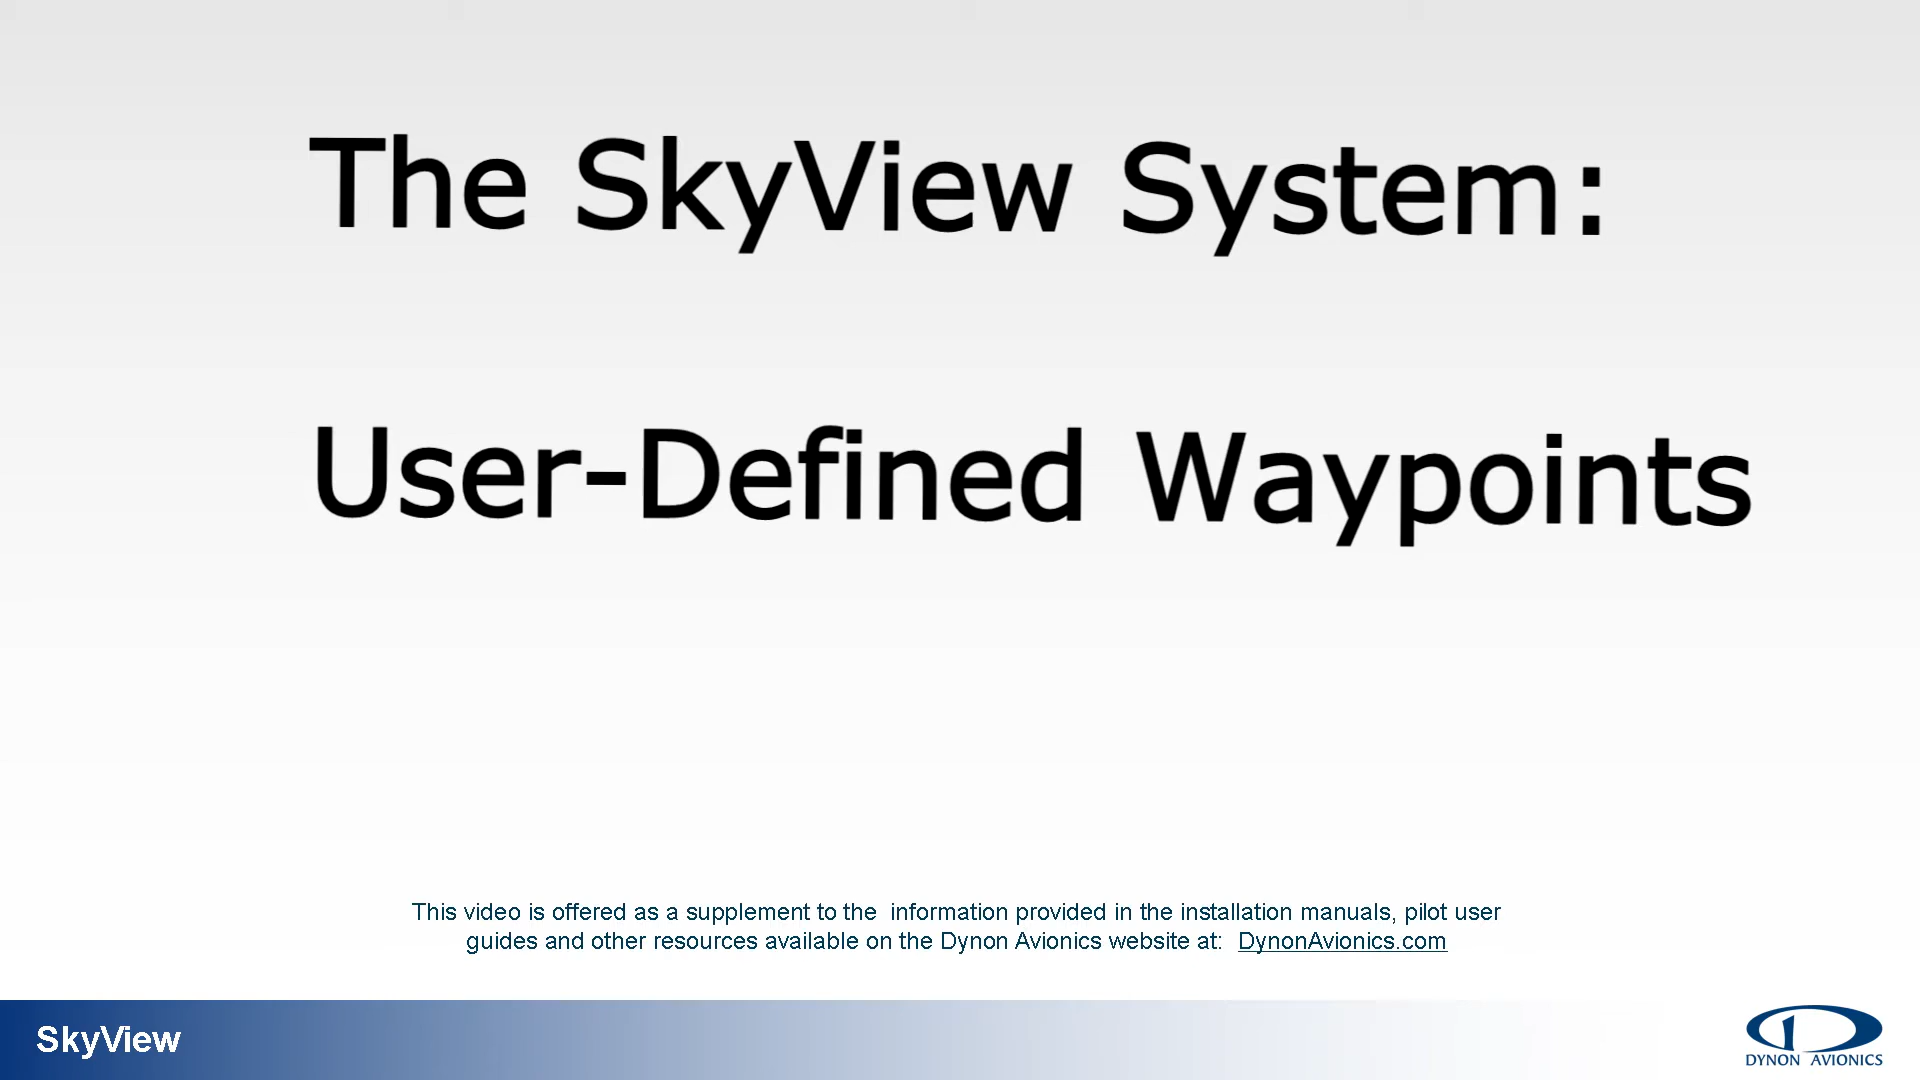 The SkyView System:
User-Defined Waypoints
This video is offered as a supplement to the  information provided in the installation manuals, pilot user
guides and other resources available on the Dynon Avionics website at:  DynonAvionics.com
SkyView
DYNON AVIONICS